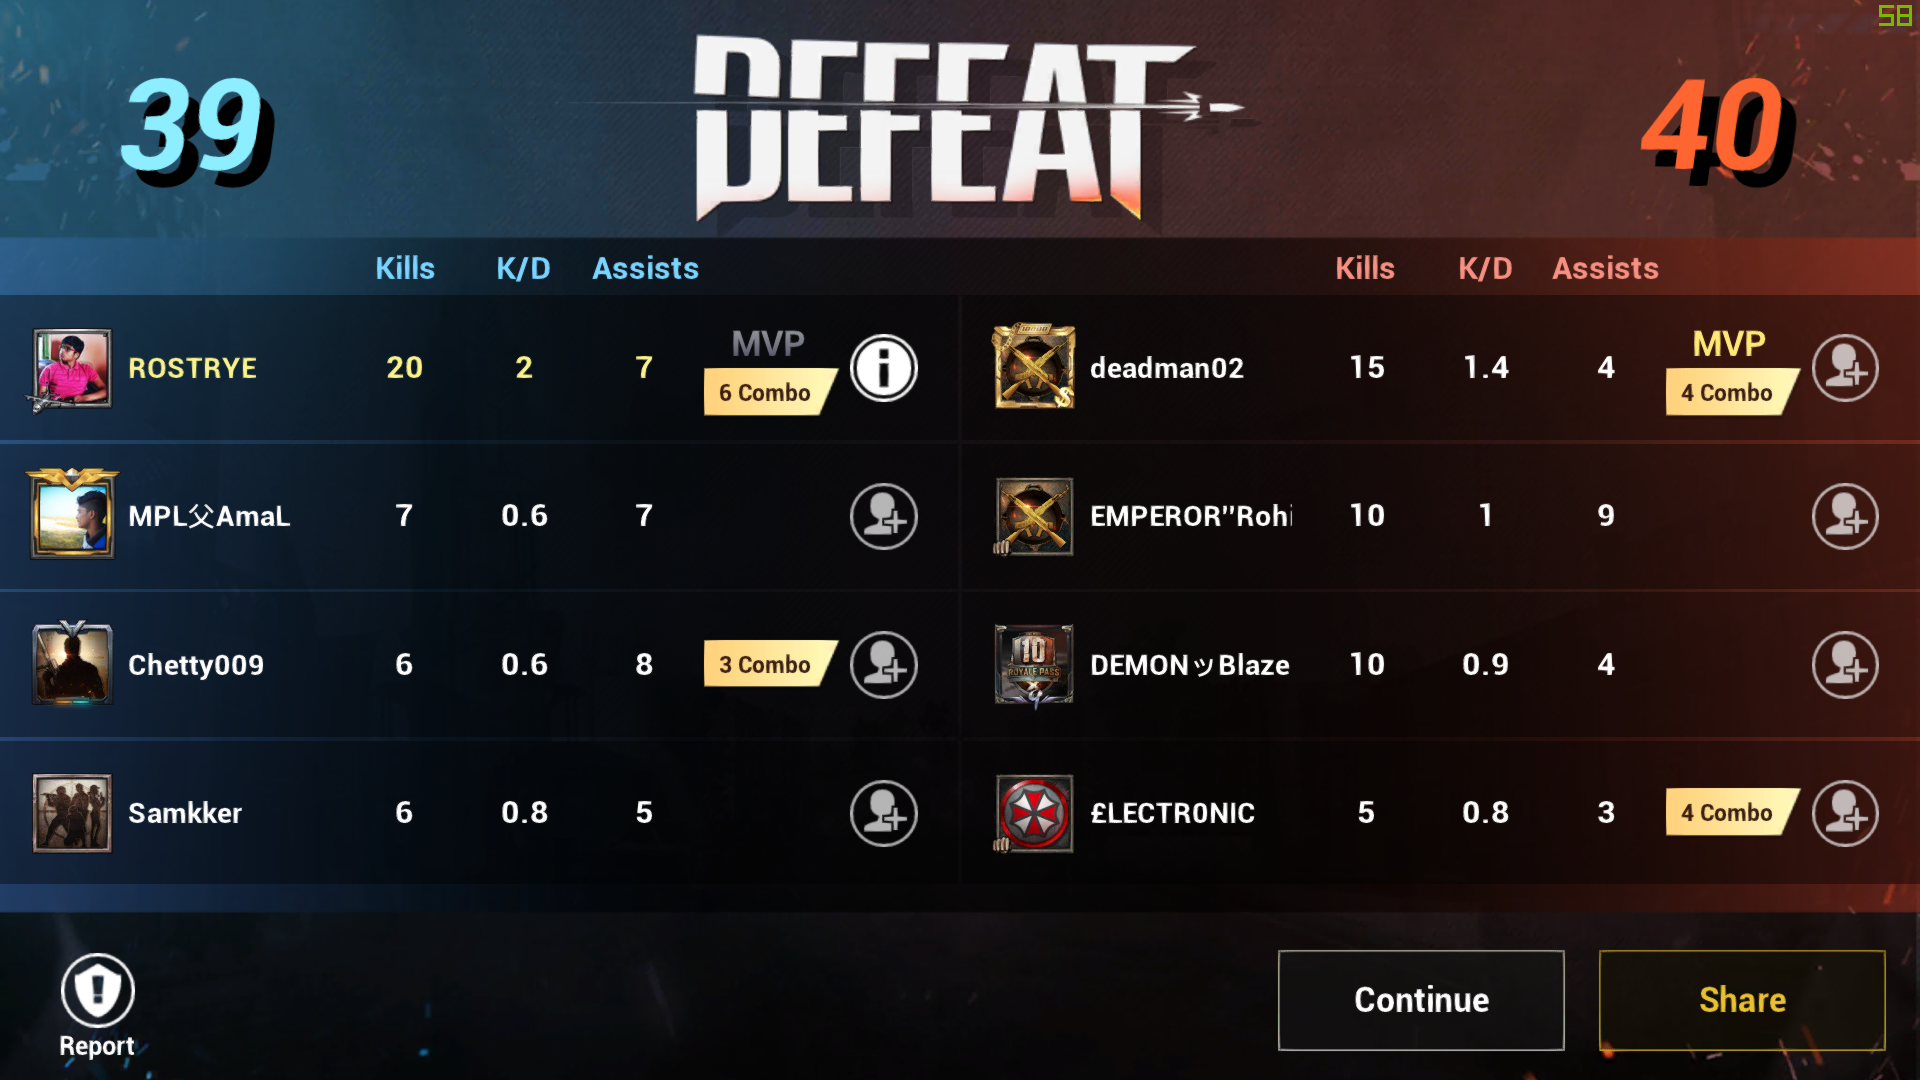 58
39
DEFEAT
40
Kills K/D Assists
Kills K/D Assists
ROSTRYE 20 2 7 MVP
6 Combo
deadman02 15 1.4 4 MVP
4 Combo
MPL父AmaL 7 0.6 7
EMPEROR''Rohi 10 1 9
Chetty009 6 0.6 8 3 Combo
DEMONッBlaze 10 0.9 4
Samkker 6 0.8 5
£LECTR0NIC 5 0.8 3 4 Combo
10
ROYALE PASS
Report
Continue
Share